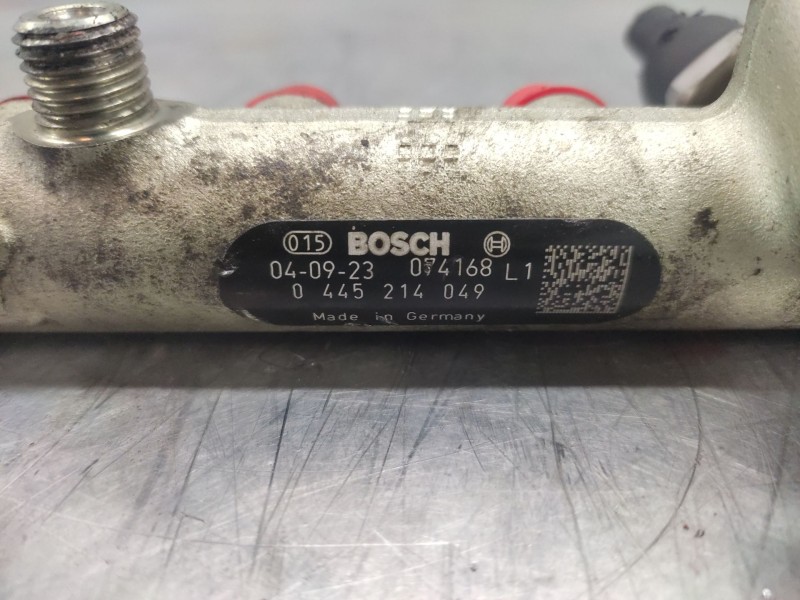 015 BOSCH
04-09-23 074168 L1
0 445 214 049
Made in Germany